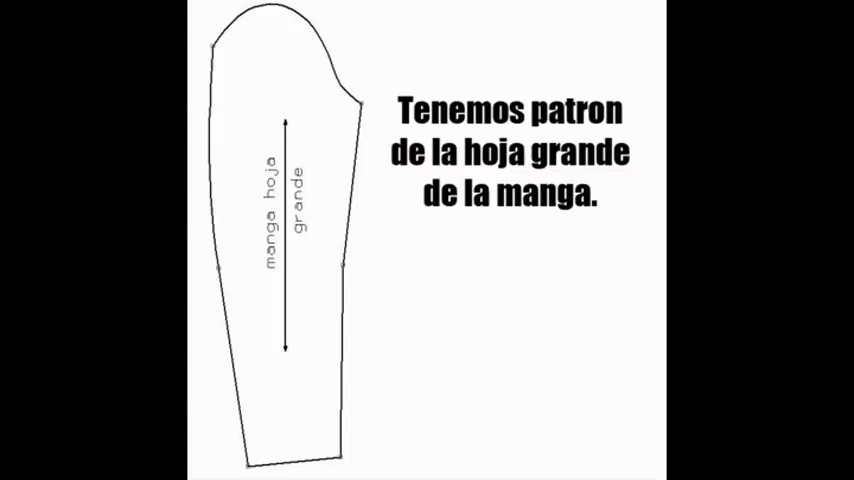 Tenemos patron
de la hoja grande
de la manga.
manga hoja
grande